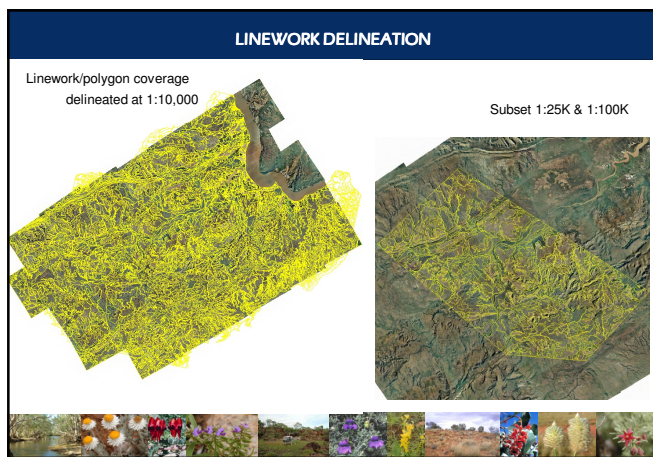 LINEWORK DELINEATION
Linework/polygon coverage
delineated at 1:10,000
Subset 1:25K & 1:100K